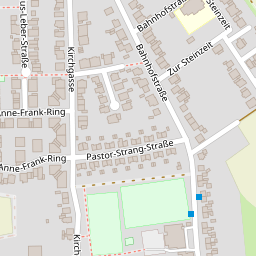 us-Leber-Straße
Kirchgasse
Bahnhofstraße
Bahnhofstraße
Zur Steinzeit
Steinzeit
Anne-Frank-Ring
Anne-Frank-Ring
Pastor-Strang-Straße
Kirch